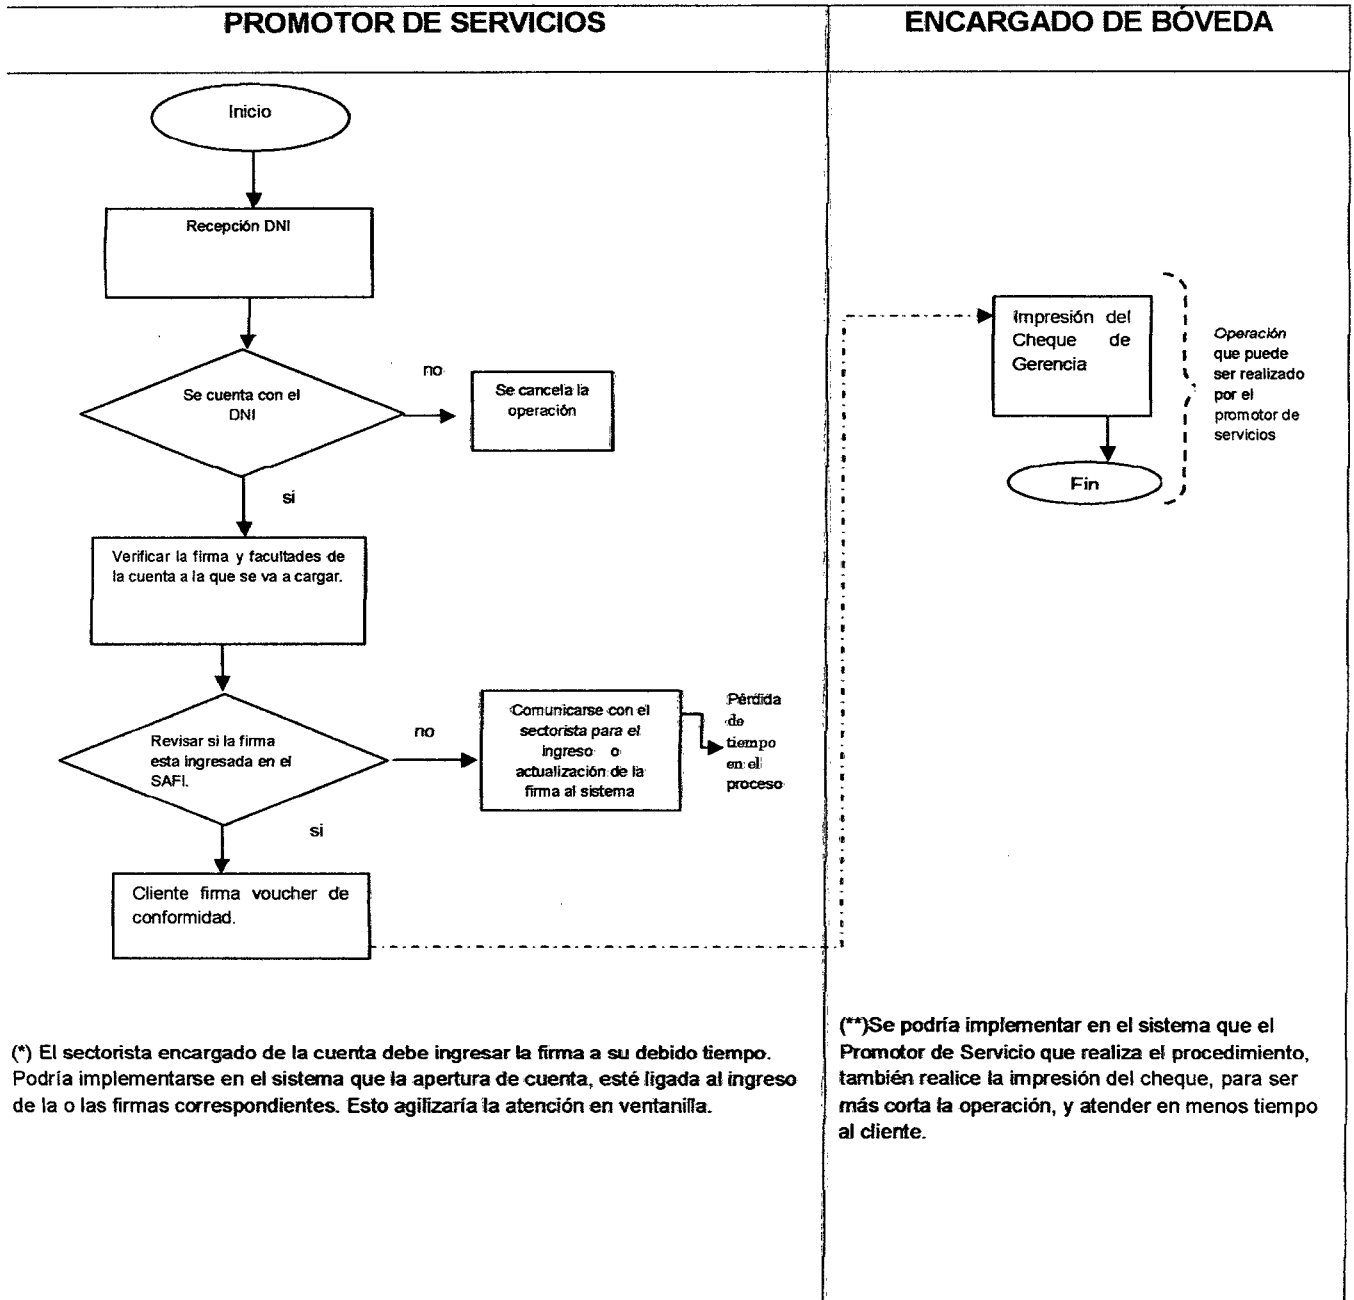 PROMOTOR DE SERVICIOS
ENCARGADO DE BÓVEDA
Inicio
Recepción DNI
Se cuenta con el
DNI
no
Se cancela la
operación
si
Verificar la firma y facultades de
la cuenta a la que se va a cargar.
Revisar si la firma
esta ingresada en el
SAFI.
no
Comunicarse con el
sectorista para el
ingreso o
actualización de la
firma al sistema
Pérdida
de
tiempo
en el
proceso
si
Cliente firma voucher de
conformidad.
Impresión del
Cheque de
Gerencia
Fin
Operación
que puede
ser realizado
por el
promotor de
servicios
(*) El sectorista encargado de la cuenta debe ingresar la firma a su debido tiempo.
Podría implementarse en el sistema que la apertura de cuenta, esté ligada al ingreso
de la o las firmas correspondientes. Esto agilizaría la atención en ventanilla.
(**)Se podría implementar en el sistema que el
Promotor de Servicio que realiza el procedimiento,
también realice la impresión del cheque, para ser
más corta la operación, y atender en menos tiempo
al cliente.